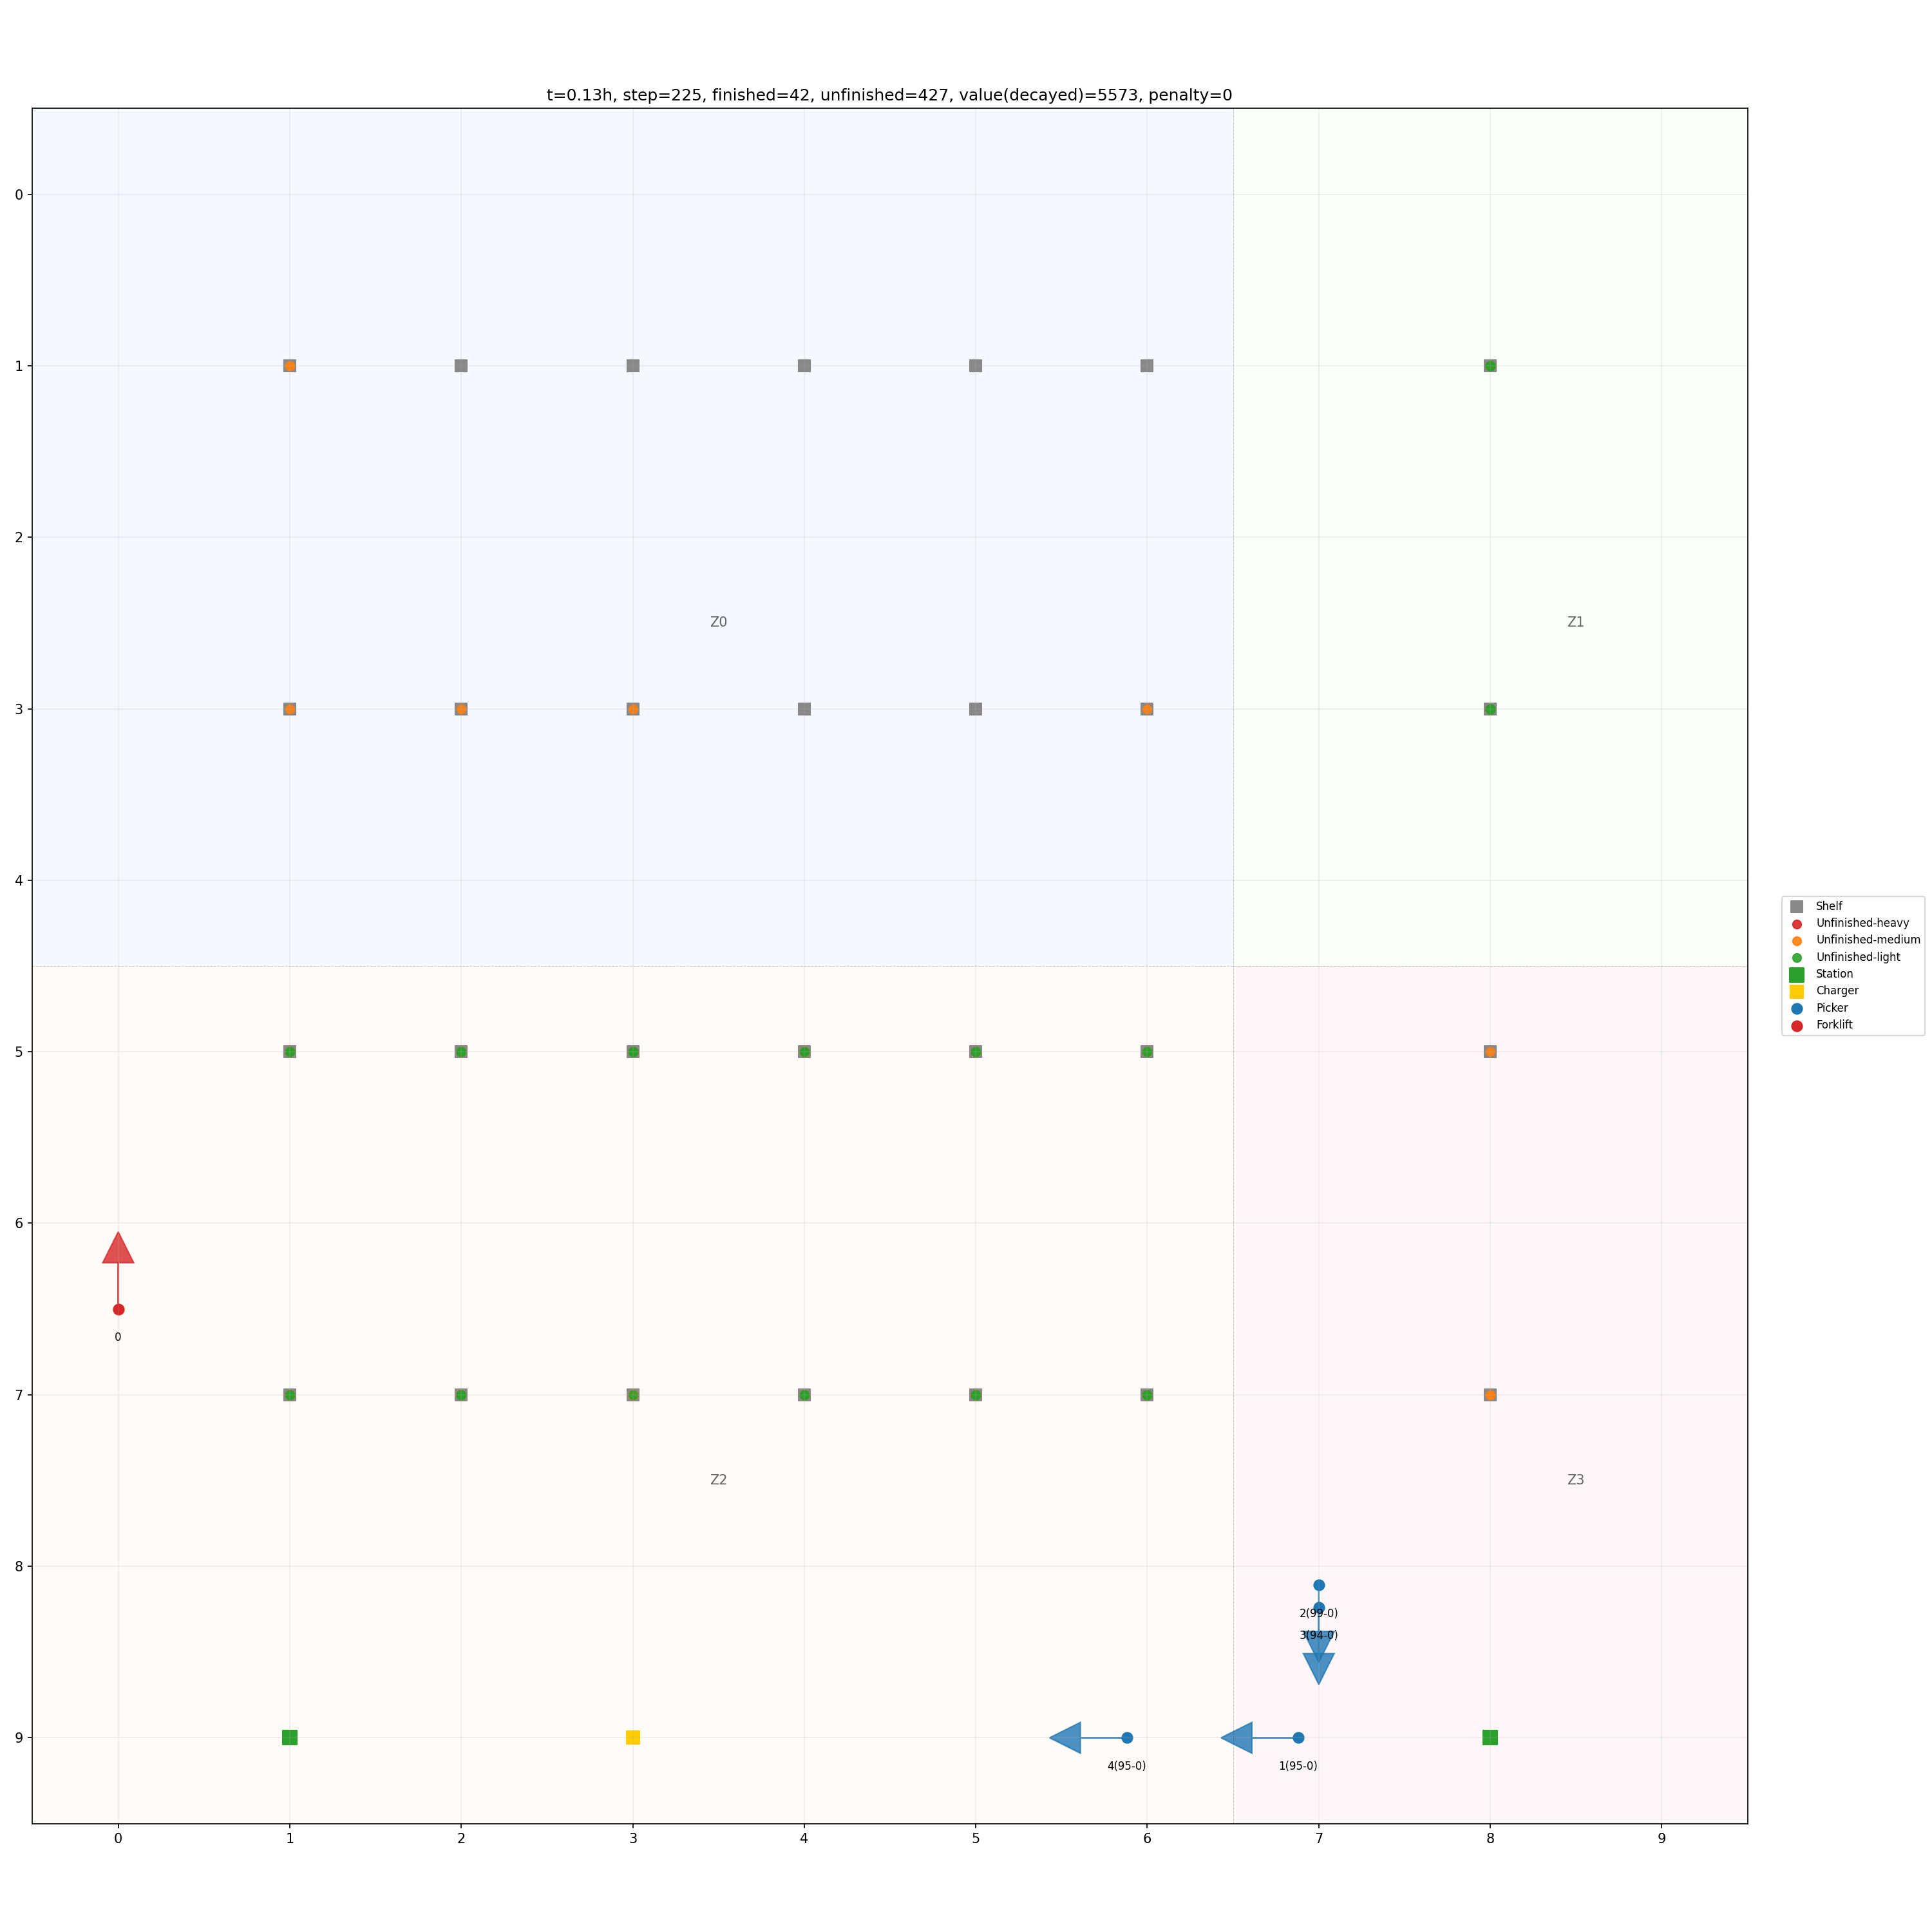 t=0.13h, step=225, finished=42, unfinished=427, value(decayed)=5573, penalty=0
0
1
2
Z0
Z1
3
4
Shelf
Unfinished-heavy
Unfinished-medium
Unfinished-light
Station
Charger
Picker
Forklift
5
6
0
7
Z2
Z3
8
2(99-0)
3(94-0)
9
4(95-0)
1(95-0)
0 1 2 3 4 5 6 7 8 9